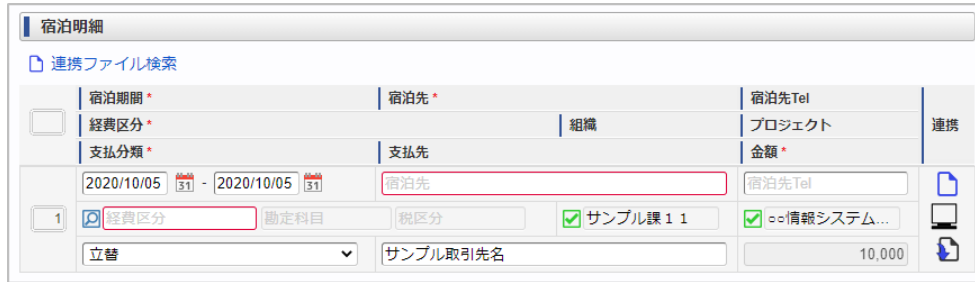 宿泊明細
連携ファイル検索
宿泊期間* 宿泊先* 宿泊先Tel
経費区分* 組織 プロジェクト 連携
支払分類* 支払先 金額*
2020/10/05 31 - 2020/10/05 31 宿泊先 宿泊先Tel
1 経費区分 勘定科目 税区分 サンプル課11 ○○情報システム...
立替 サンプル取引先名 10,000